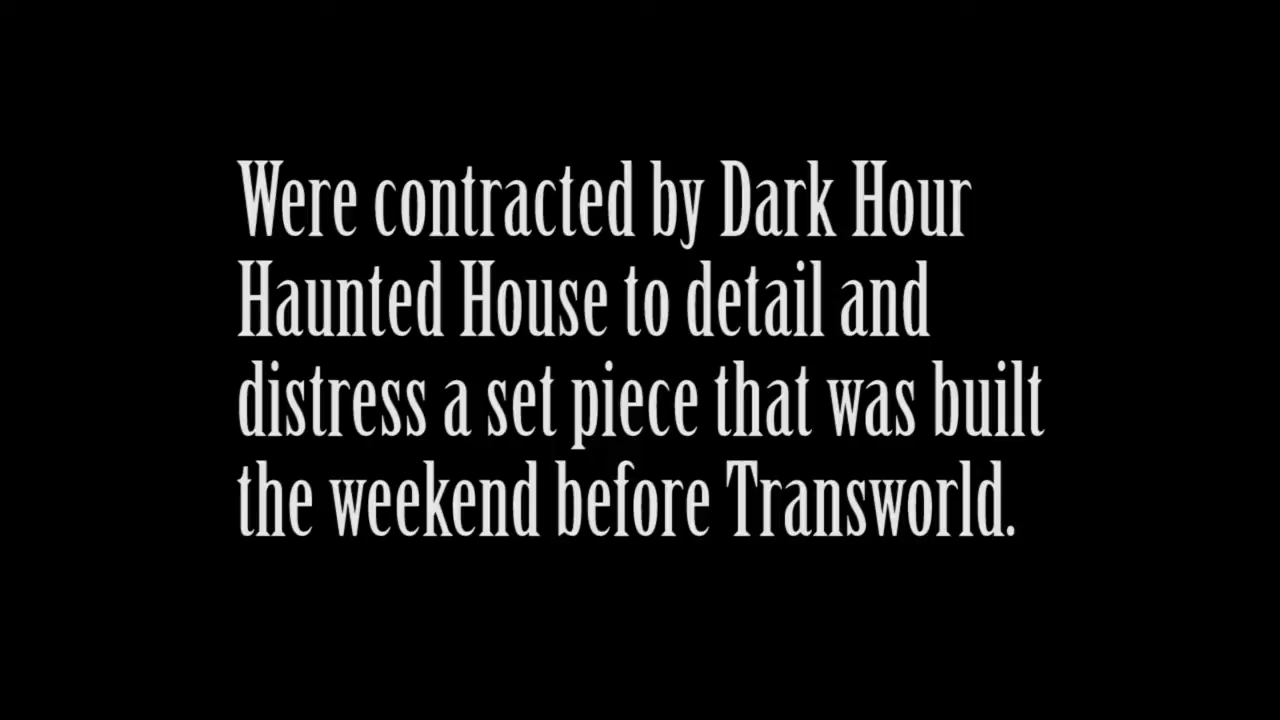 Were contracted by Dark Hour
Haunted House to detail and
distress a set piece that was built
the weekend before Transworld.